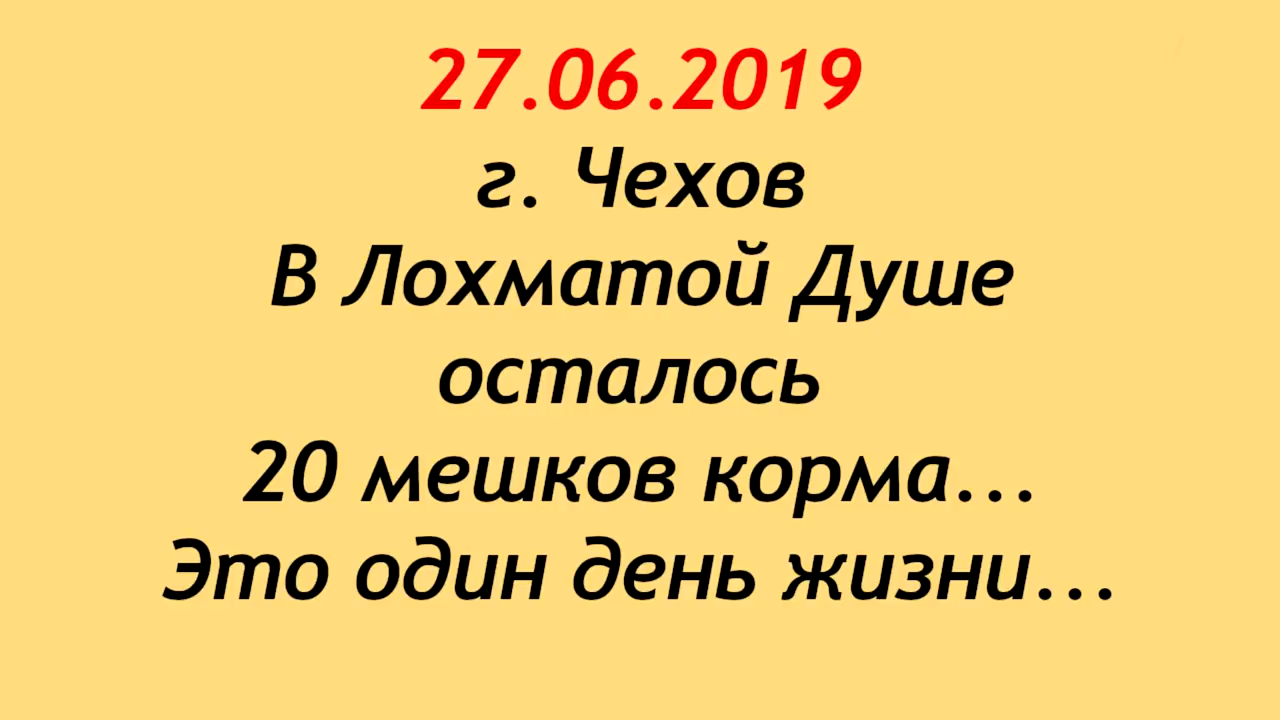 27.06.2019
г. Чехов
В Лохматой Душе
осталось
20 мешков корма...
Это один день жизни...